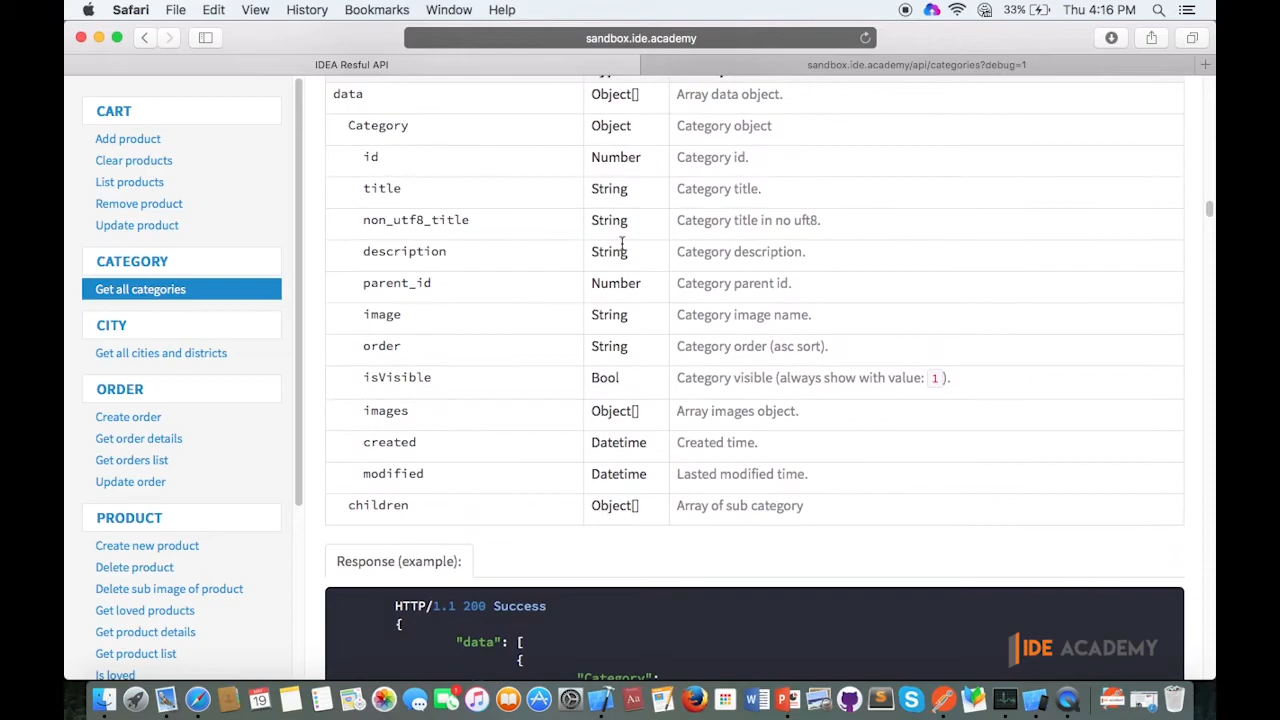 Safari File Edit View History Bookmarks Window Help 33% Thu 4:16 PM
sandbox.ide.academy
IDEA Resful API sandbox.ide.academy/api/categories?debug=1
CART
Add product
Clear products
List products
Remove product
Update product
CATEGORY
Get all categories
CITY
Get all cities and districts
ORDER
Create order
Get order details
Get orders list
Update order
PRODUCT
Create new product
Delete product
Delete sub image of product
Get loved products
Get product details
Get product list
Is loved
data Object[] Array data object.
Category Object Category object
id Number Category id.
title String Category title.
non_utf8_title String Category title in no uft8.
description String Category description.
parent_id Number Category parent id.
image String Category image name.
order String Category order (asc sort).
isVisible Bool Category visible (always show with value: 1 ).
images Object[] Array images object.
created Datetime Created time.
modified Datetime Lasted modified time.
children Object[] Array of sub category
Response (example):
HTTP/1.1 200 Success
{
"data": [
{
"Category":
IDE ACADEMY
19